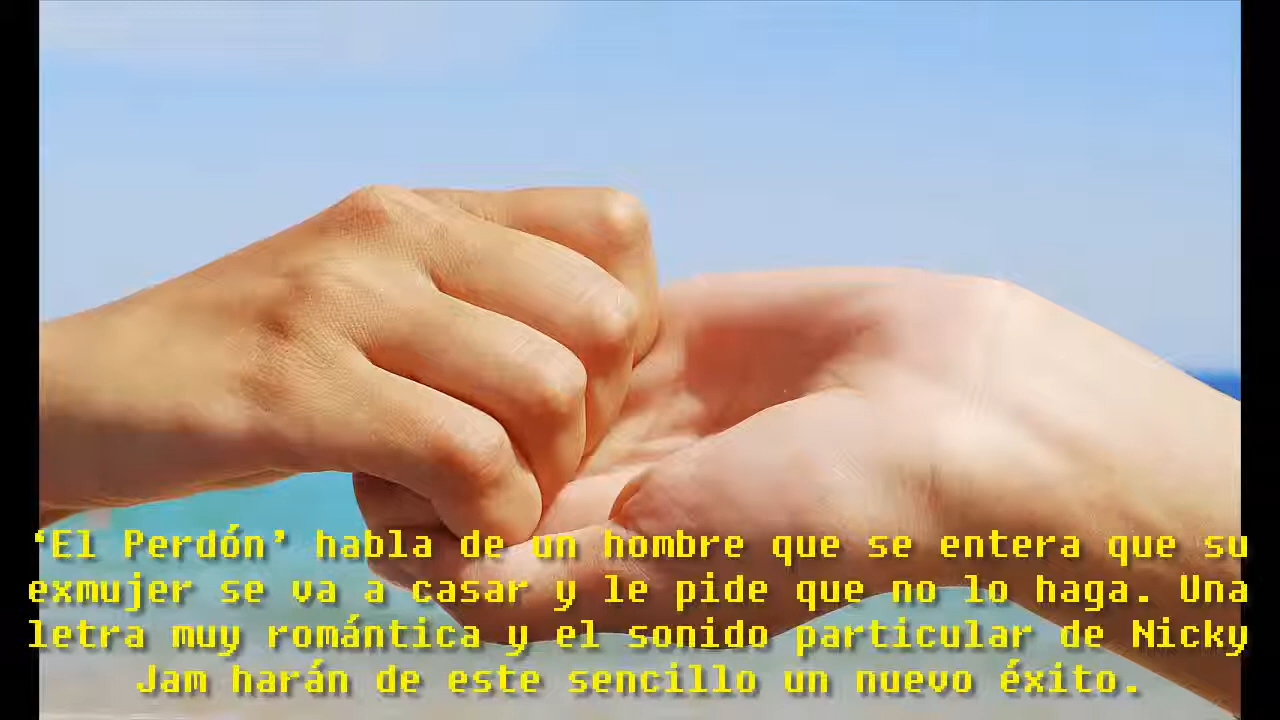 ‘El Perdón’ habla de un hombre que se entera que su
exmujer se va a casar y le pide que no lo haga. Una
letra muy romántica y el sonido particular de Nicky
Jam harán de este sencillo un nuevo éxito.